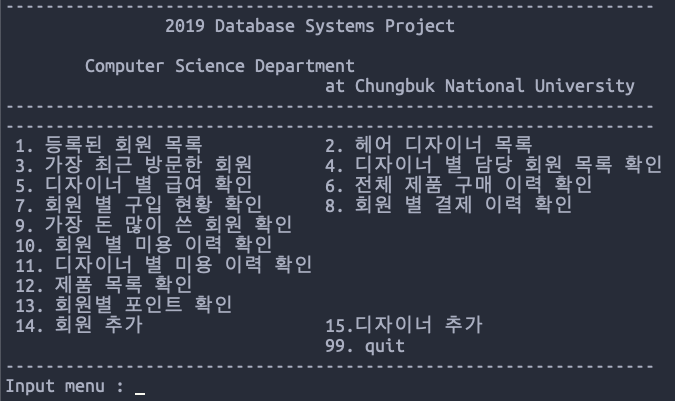 -----------------------------------------------------------------
2019 Database Systems Project
Computer Science Department
at Chungbuk National University
-----------------------------------------------------------------
-----------------------------------------------------------------
1. 등록된 회원 목록 2. 헤어 디자이너 목록
3. 가장 최근 방문한 회원 4. 디자이너 별 담당 회원 목록 확인
5. 디자이너 별 급여 확인 6. 전체 제품 구매 이력 확인
7. 회원 별 구입 현황 확인 8. 회원 별 결제 이력 확인
9. 가장 돈 많이 쓴 회원 확인
10. 회원 별 미용 이력 확인
11. 디자이너 별 미용 이력 확인
12. 제품 목록 확인
13. 회원별 포인트 확인
14. 회원 추가 15.디자이너 추가
99. quit
-----------------------------------------------------------------
Input menu : _